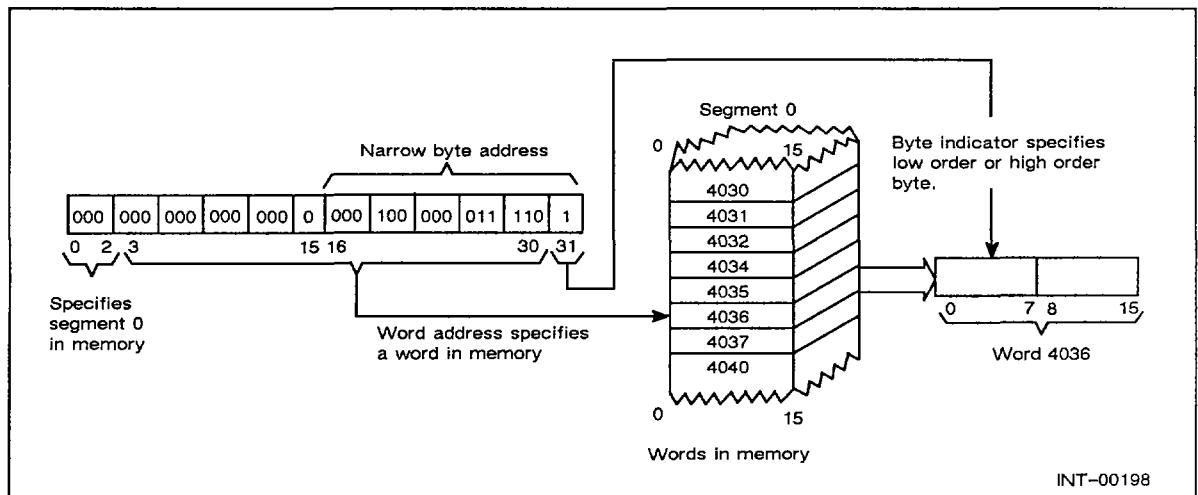 Segment 0
0
15
Narrow byte address
Byte indicator specifies
low order or high order
byte.
000 000 000 000 000 0 000 100 000 011 110 1
0 2 3 15 16 30 31
4030
4031
4032
4034
4035
4036
4037
4040
0 7 8 15
Specifies
segment 0
in memory
Word address specifies
a word in memory
Word 4036
0
15
Words in memory
INT-00198